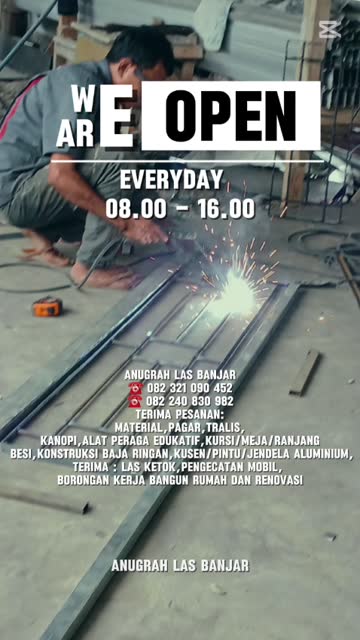 WE
ARE OPEN
EVERYDAY
08.00 - 16.00
ANUGRAH LAS BANJAR
☎ 082 321 090 452
☎ 082 240 830 982
TERIMA PESANAN:
MATERIAL,PAGAR,TRALIS,
KANOPI,ALAT PERAGA EDUKATIF,KURSI/MEJA/RANJANG
BESI,KONSTRUKSI BAJA RINGAN,KUSEN/PINTU/JENDELA ALUMINIUM,
TERIMA : LAS KETOK,PENGECATAN MOBIL,
BORONGAN KERJA BANGUN RUMAH DAN RENOVASI
ANUGRAH LAS BANJAR